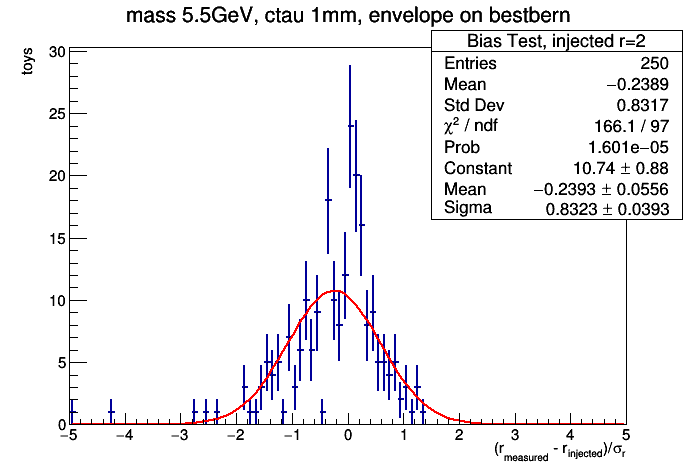 mass 5.5GeV, ctau 1mm, envelope on bestbern
Bias Test, injected r=2
Entries 250
Mean −0.2389
Std Dev 0.8317
χ² / ndf 166.1 / 97
Prob 1.601e−05
Constant 10.74 ± 0.88
Mean −0.2393 ± 0.0556
Sigma 0.8323 ± 0.0393
toys
30
25
20
15
10
5
0
−5 −4 −3 −2 −1 0 1 2 3 4 5
(r_measured - r_injected)/σ_r